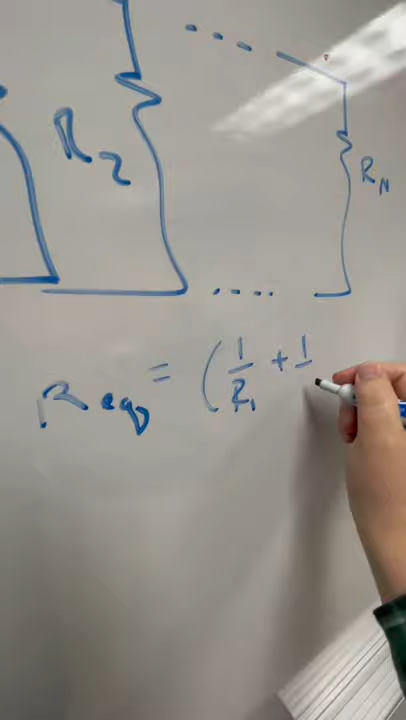 R2
RN
Req = (1/R1 + 1/